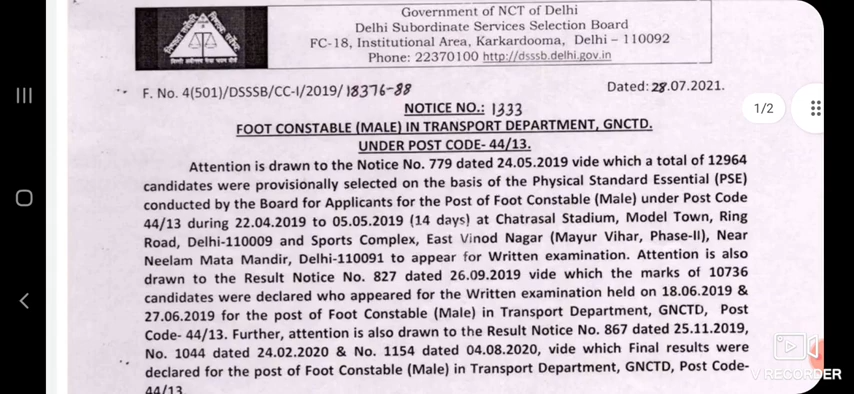 Government of NCT of Delhi
Delhi Subordinate Services Selection Board
FC-18, Institutional Area, Karkardooma, Delhi – 110092
Phone: 22370100 http://dsssb.delhi.gov.in
F. No. 4(501)/DSSSB/CC-I/2019/18376-88 Dated: 28.07.2021.
NOTICE NO.: 1333
1/2
FOOT CONSTABLE (MALE) IN TRANSPORT DEPARTMENT, GNCTD.
UNDER POST CODE- 44/13.
Attention is drawn to the Notice No. 779 dated 24.05.2019 vide which a total of 12964
candidates were provisionally selected on the basis of the Physical Standard Essential (PSE)
conducted by the Board for Applicants for the Post of Foot Constable (Male) under Post Code
44/13 during 22.04.2019 to 05.05.2019 (14 days) at Chatrasal Stadium, Model Town, Ring
Road, Delhi-110009 and Sports Complex, East Vinod Nagar (Mayur Vihar, Phase-II), Near
Neelam Mata Mandir, Delhi-110091 to appear for Written examination. Attention is also
drawn to the Result Notice No. 827 dated 26.09.2019 vide which the marks of 10736
candidates were declared who appeared for the Written examination held on 18.06.2019 &
27.06.2019 for the post of Foot Constable (Male) in Transport Department, GNCTD, Post
Code- 44/13. Further, attention is also drawn to the Result Notice No. 867 dated 25.11.2019,
No. 1044 dated 24.02.2020 & No. 1154 dated 04.08.2020, vide which Final results were
declared for the post of Foot Constable (Male) in Transport Department, GNCTD, Post Code-
44/13.
V RECORDER